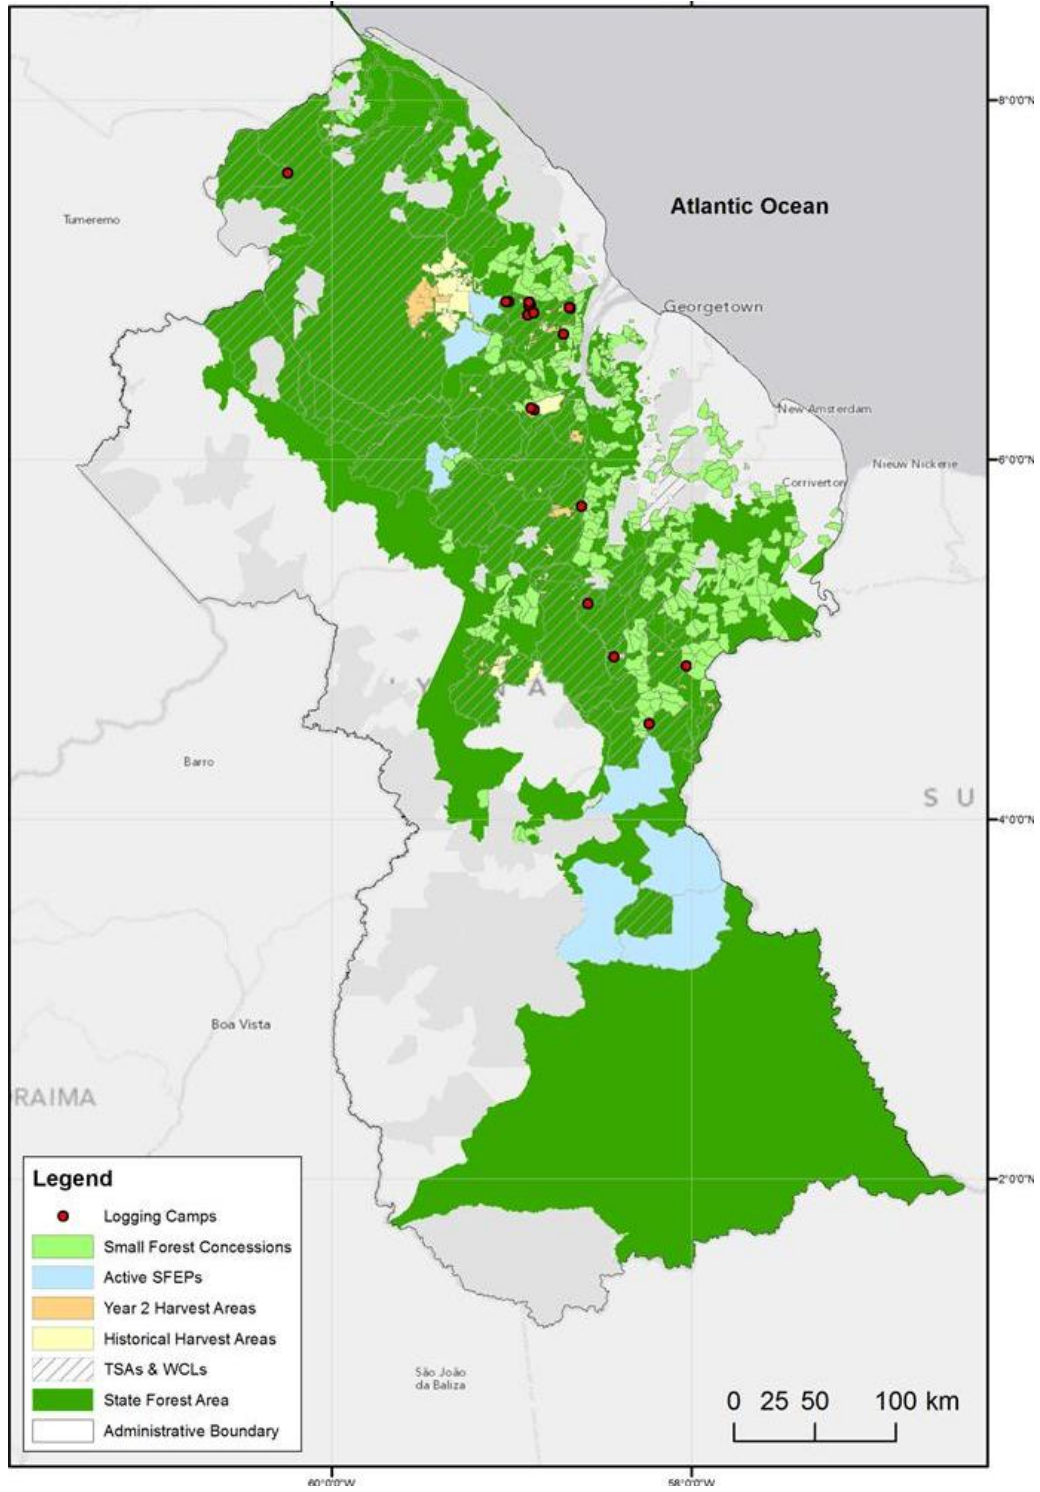 8°0'0"N
Atlantic Ocean
Tumeremo
Georgetown
New Amsterdam
Nieuw Nickerie
6°0'0"N
Corriverton
'Y A N A
Barro
S U
4°0'0"N
Boa Vista
RAIMA
2°0'0"N
Legend
Logging Camps
Small Forest Concessions
Active SFEPs
Year 2 Harvest Areas
Historical Harvest Areas
TSAs & WCLs
State Forest Area
Administrative Boundary
São João
da Baliza
0 25 50 100 km
60°0'0"W 58°0'0"W